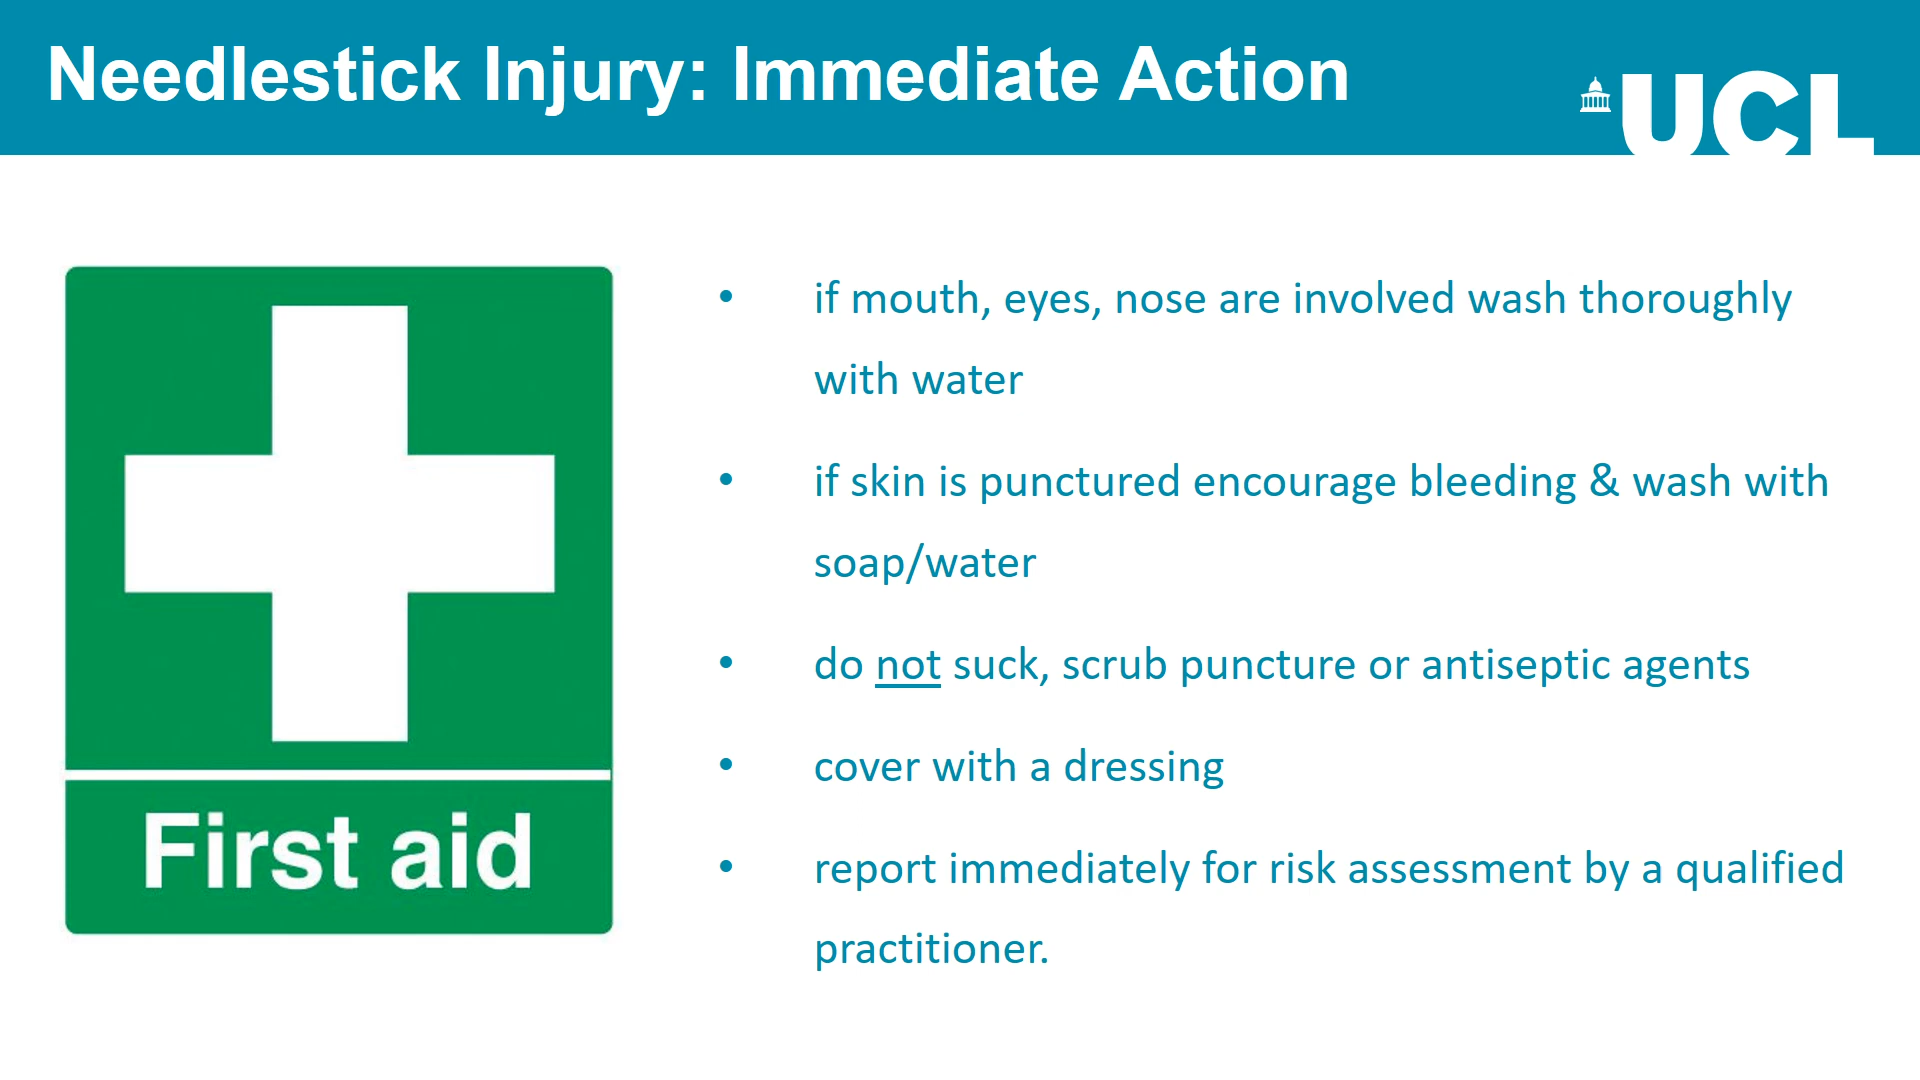 Needlestick Injury: Immediate Action
UCL
First aid
• if mouth, eyes, nose are involved wash thoroughly
with water
• if skin is punctured encourage bleeding & wash with
soap/water
• do not suck, scrub puncture or antiseptic agents
• cover with a dressing
• report immediately for risk assessment by a qualified
practitioner.